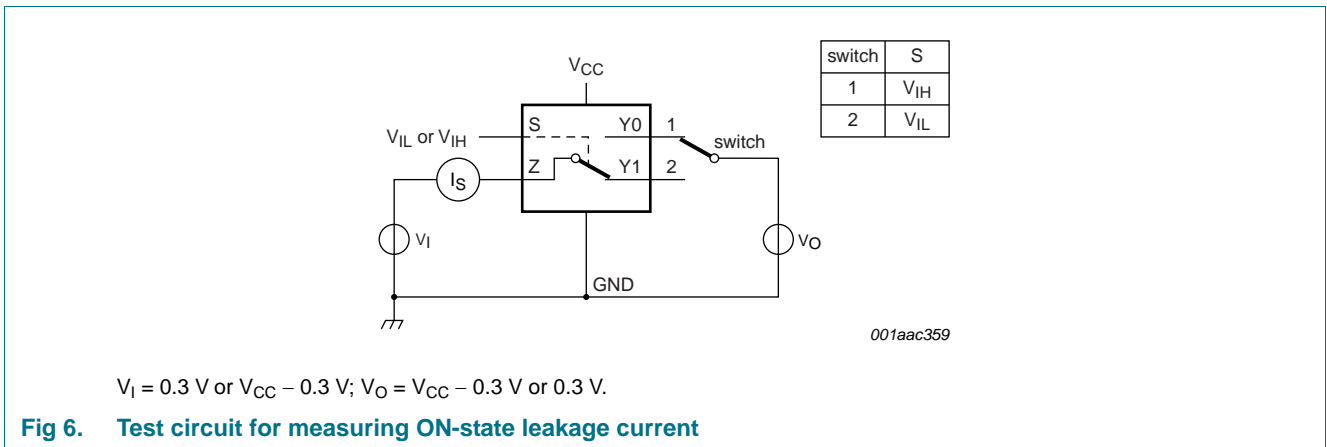 VCC
switch S
1 VIH
2 VIL
VIL or VIH
S
Y0
1
switch
Z
Y1
2
IS
VI
VO
GND
001aac359
VI = 0.3 V or VCC − 0.3 V; VO = VCC − 0.3 V or 0.3 V.
Fig 6. Test circuit for measuring ON-state leakage current